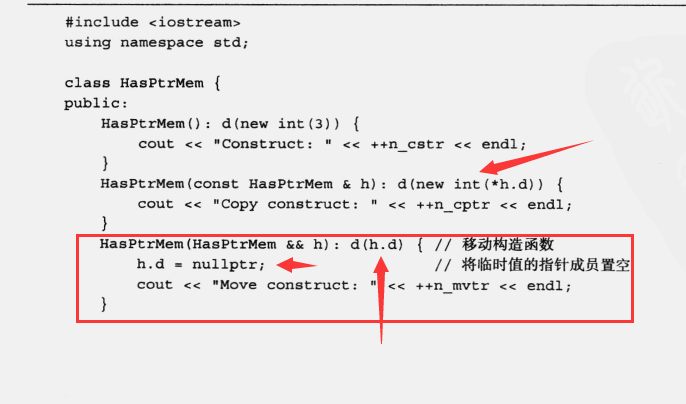 #include <iostream>
using namespace std;
class HasPtrMem {
public:
HasPtrMem(): d(new int(3)) {
cout << "Construct: " << ++n_cstr << endl;
}
HasPtrMem(const HasPtrMem & h): d(new int(*h.d)) {
cout << "Copy construct: " << ++n_cptr << endl;
}
HasPtrMem(HasPtrMem && h): d(h.d) { // 移动构造函数
h.d = nullptr; // 将临时值的指针成员置空
cout << "Move construct: " << ++n_mvtr << endl;
}